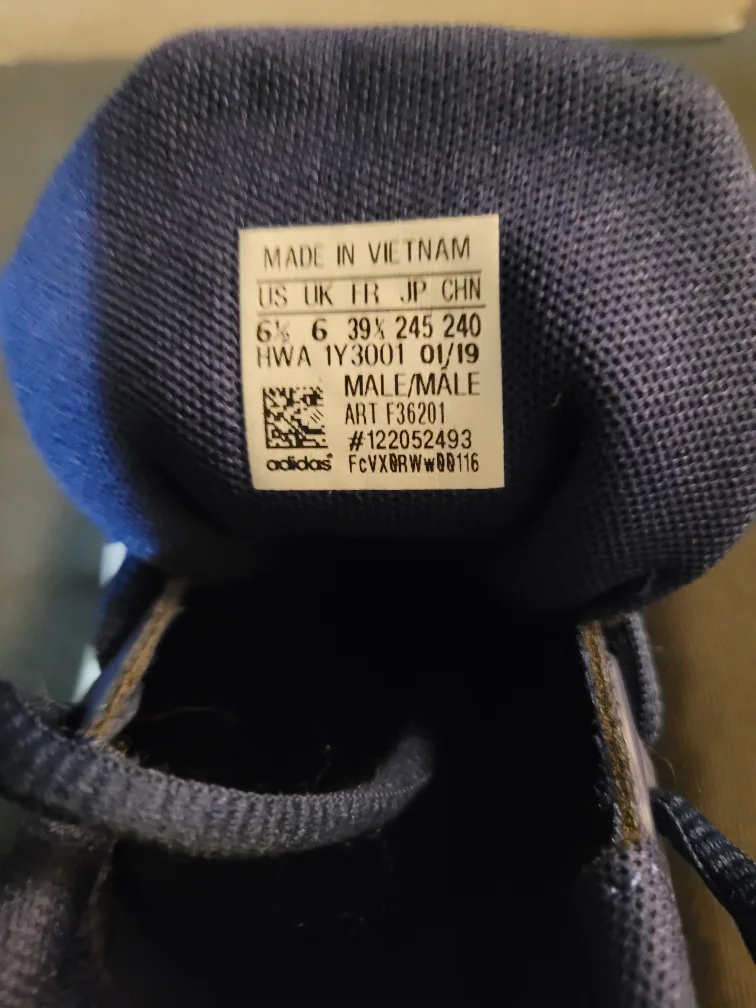 MADE IN VIETNAM
US UK FR JP CHN
6½ 6 39⅓ 245 240
HWA 1Y3001 01/19
MALE/MÂLE
ART F36201
#122052493
adidas® FcVX0RWw00116